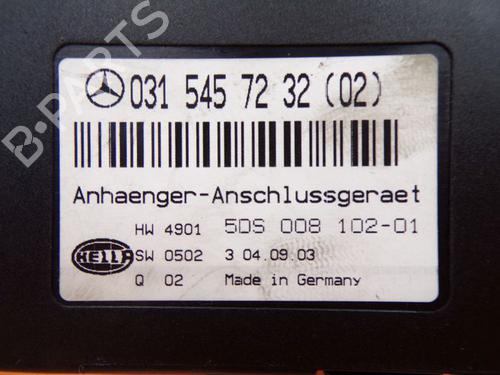 031 545 72 32 (02)
Anhaenger-Anschlussgeraet
HW 4901 5DS 008 102-01
HELLA SW 0502 3 04.09.03
Q 02 Made in Germany
B-PARTS